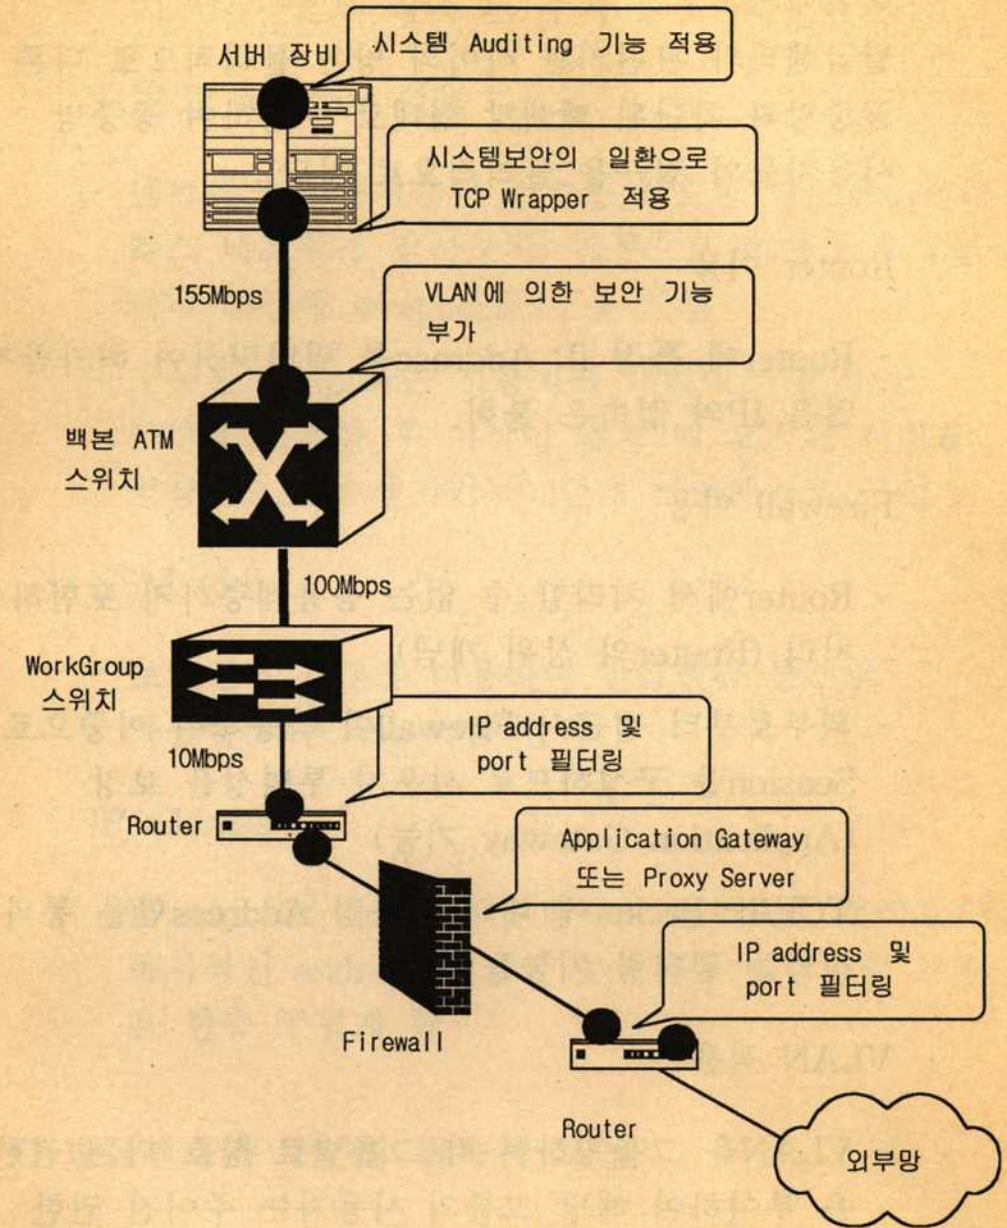 서버 장비
시스템 Auditing 기능 적용
시스템보안의 일환으로
TCP Wrapper 적용
155Mbps
VLAN에 의한 보안 기능
부가
백본 ATM
스위치
100Mbps
WorkGroup
스위치
IP address 및
port 필터링
10Mbps
Router
Application Gateway
또는 Proxy Server
IP address 및
port 필터링
Firewall
Router
외부망